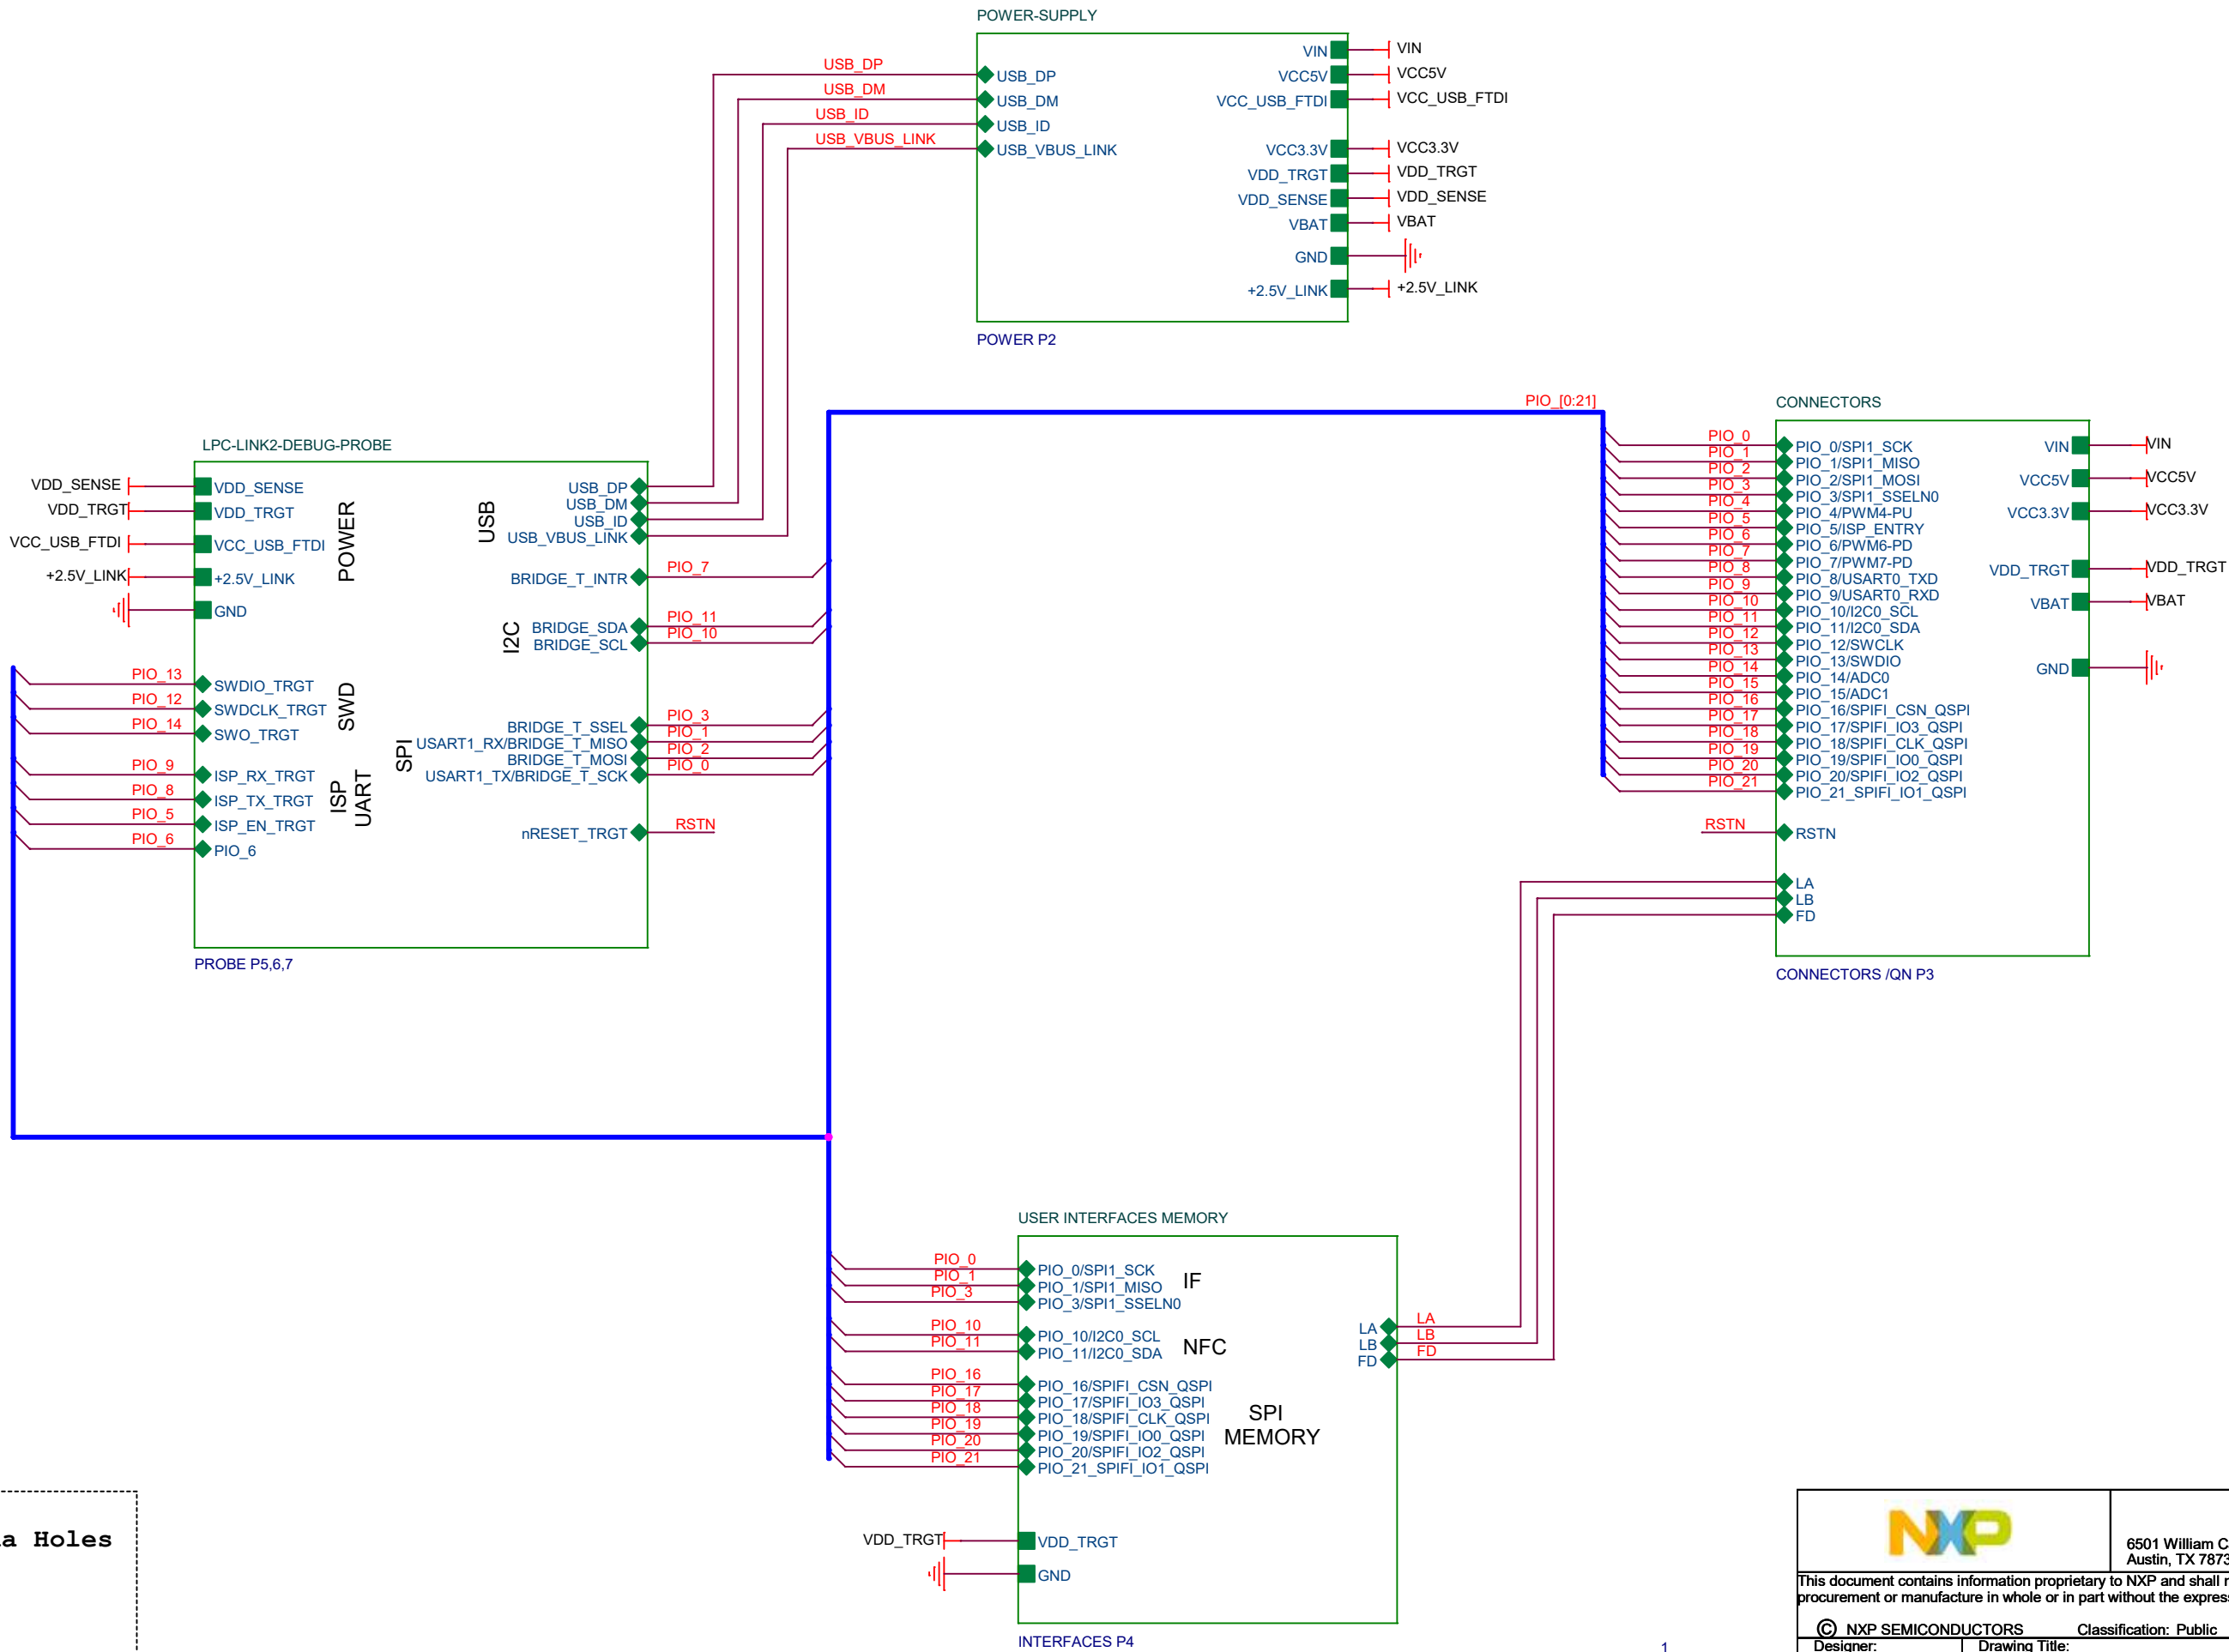 POWER-SUPPLY
USB_DP
USB_DM
USB_ID
USB_VBUS_LINK
USB_DP
USB_DM
USB_ID
USB_VBUS_LINK
VIN
VCC5V
VCC_USB_FTDI
VCC3.3V
VDD_TRGT
VDD_SENSE
VBAT
GND
+2.5V_LINK
VIN
VCC5V
VCC_USB_FTDI
VCC3.3V
VDD_TRGT
VDD_SENSE
VBAT
+2.5V_LINK
POWER P2
LPC-LINK2-DEBUG-PROBE
VDD_SENSE
VDD_TRGT
VCC_USB_FTDI
+2.5V_LINK
VDD_SENSE
VDD_TRGT
VCC_USB_FTDI
+2.5V_LINK
GND
POWER
USB
USB_DP
USB_DM
USB_ID
USB_VBUS_LINK
BRIDGE_T_INTR
PIO_7
I2C
BRIDGE_SDA
BRIDGE_SCL
PIO_11
PIO_10
PIO_13
PIO_12
PIO_14
SWDIO_TRGT
SWDCLK_TRGT
SWO_TRGT
SWD
PIO_9
PIO_8
PIO_5
PIO_6
ISP_RX_TRGT
ISP_TX_TRGT
ISP_EN_TRGT
PIO_6
ISP
UART
SPI
BRIDGE_T_SSEL
USART1_RX/BRIDGE_T_MISO
BRIDGE_T_MOSI
USART1_TX/BRIDGE_T_SCK
PIO_3
PIO_1
PIO_2
PIO_0
nRESET_TRGT
RSTN
PROBE P5,6,7
PIO_[0:21]
CONNECTORS
PIO_0
PIO_1
PIO_2
PIO_3
PIO_4
PIO_5
PIO_6
PIO_7
PIO_8
PIO_9
PIO_10
PIO_11
PIO_12
PIO_13
PIO_14
PIO_15
PIO_16
PIO_17
PIO_18
PIO_19
PIO_20
PIO_21
PIO_0/SPI1_SCK
PIO_1/SPI1_MISO
PIO_2/SPI1_MOSI
PIO_3/SPI1_SSELN0
PIO_4/PWM4-PU
PIO_5/ISP_ENTRY
PIO_6/PWM6-PD
PIO_7/PWM7-PD
PIO_8/USART0_TXD
PIO_9/USART0_RXD
PIO_10/I2C0_SCL
PIO_11/I2C0_SDA
PIO_12/SWCLK
PIO_13/SWDIO
PIO_14/ADC0
PIO_15/ADC1
PIO_16/SPIFI_CSN_QSPI
PIO_17/SPIFI_IO3_QSPI
PIO_18/SPIFI_CLK_QSPI
PIO_19/SPIFI_IO0_QSPI
PIO_20/SPIFI_IO2_QSPI
PIO_21_SPIFI_IO1_QSPI
RSTN
RSTN
LA
LB
FD
VIN
VCC5V
VCC3.3V
VDD_TRGT
VBAT
GND
VIN
VCC5V
VCC3.3V
VDD_TRGT
VBAT
CONNECTORS /QN P3
USER INTERFACES MEMORY
PIO_0
PIO_1
PIO_3
PIO_0/SPI1_SCK
PIO_1/SPI1_MISO
PIO_3/SPI1_SSELN0
IF
PIO_10
PIO_11
PIO_10/I2C0_SCL
PIO_11/I2C0_SDA
NFC
PIO_16
PIO_17
PIO_18
PIO_19
PIO_20
PIO_21
PIO_16/SPIFI_CSN_QSPI
PIO_17/SPIFI_IO3_QSPI
PIO_18/SPIFI_CLK_QSPI
PIO_19/SPIFI_IO0_QSPI
PIO_20/SPIFI_IO2_QSPI
PIO_21_SPIFI_IO1_QSPI
SPI
MEMORY
LA
LB
FD
LA
LB
FD
VDD_TRGT
VDD_TRGT
GND
INTERFACES P4
Holes
1
NXP
6501 William
Austin, TX
This document contains information proprietary to NXP and shall
procurement or manufacture in whole or in part without the
© NXP SEMICONDUCTORS Classification: Public
Designer:
Drawing Title: